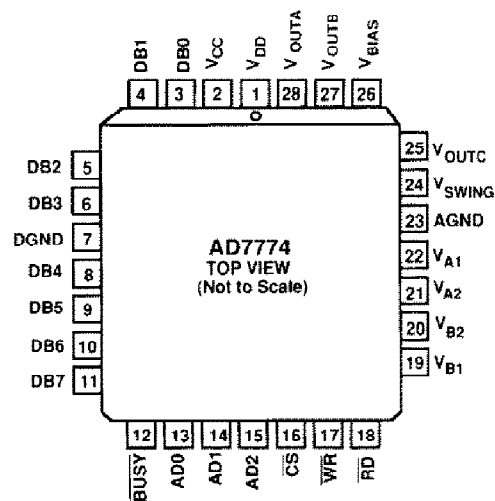 DB1 DB0 VCC VDD VOUTA VOUTB VBIAS
4 3 2 1 28 27 26
DB2 5
DB3 6
DGND 7
DB4 8
DB5 9
DB6 10
DB7 11
AD7774
TOP VIEW
(Not to Scale)
25 VOUTC
24 VSWING
23 AGND
22 VA1
21 VA2
20 VB2
19 VB1
12 13 14 15 16 17 18
BUSY AD0 AD1 AD2 CS WR RD